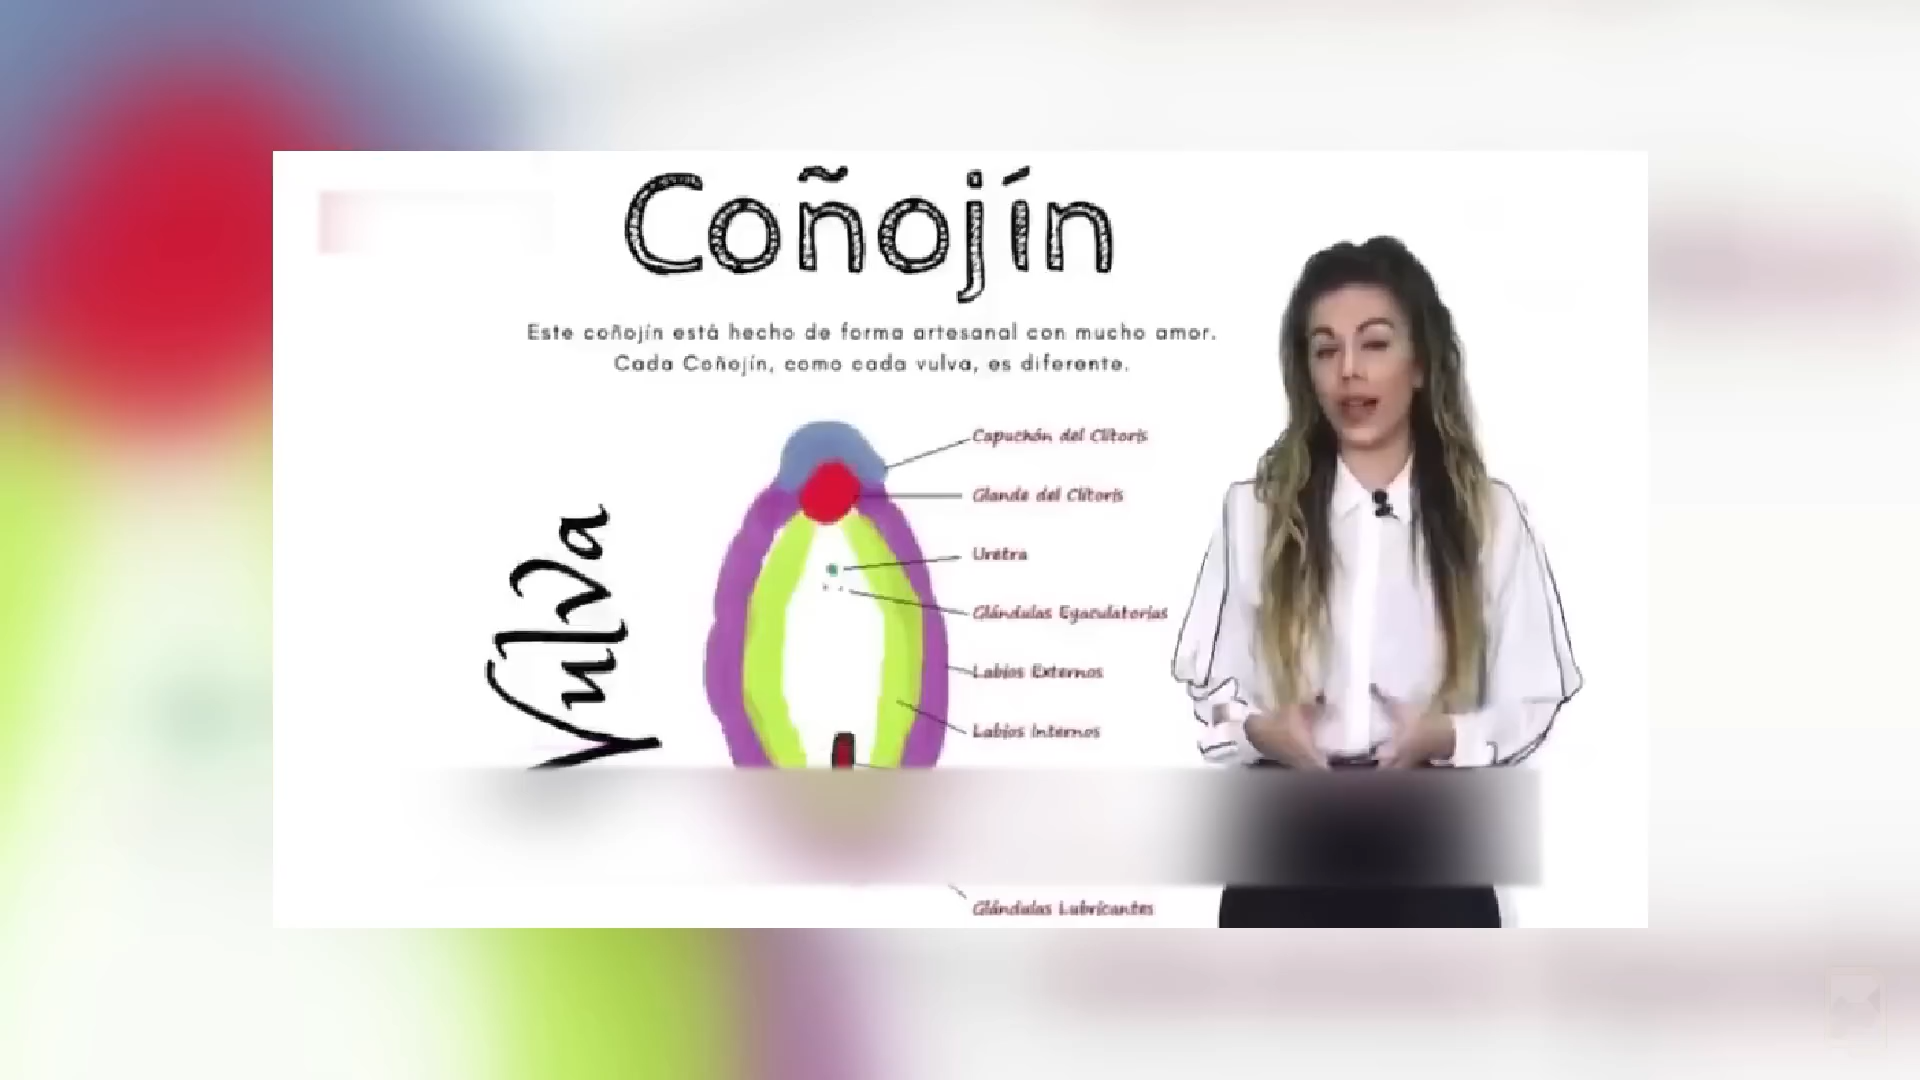 Coñojín
Este coñojín está hecho de forma artesanal con mucho amor.
Cada Coñojín, como cada vulva, es diferente.
Vulva
Capuchón del Clítoris
Glande del Clítoris
Uretra
Glándulas Eyaculatorias
Labios Externos
Labios Internos
Glándulas Lubricantes